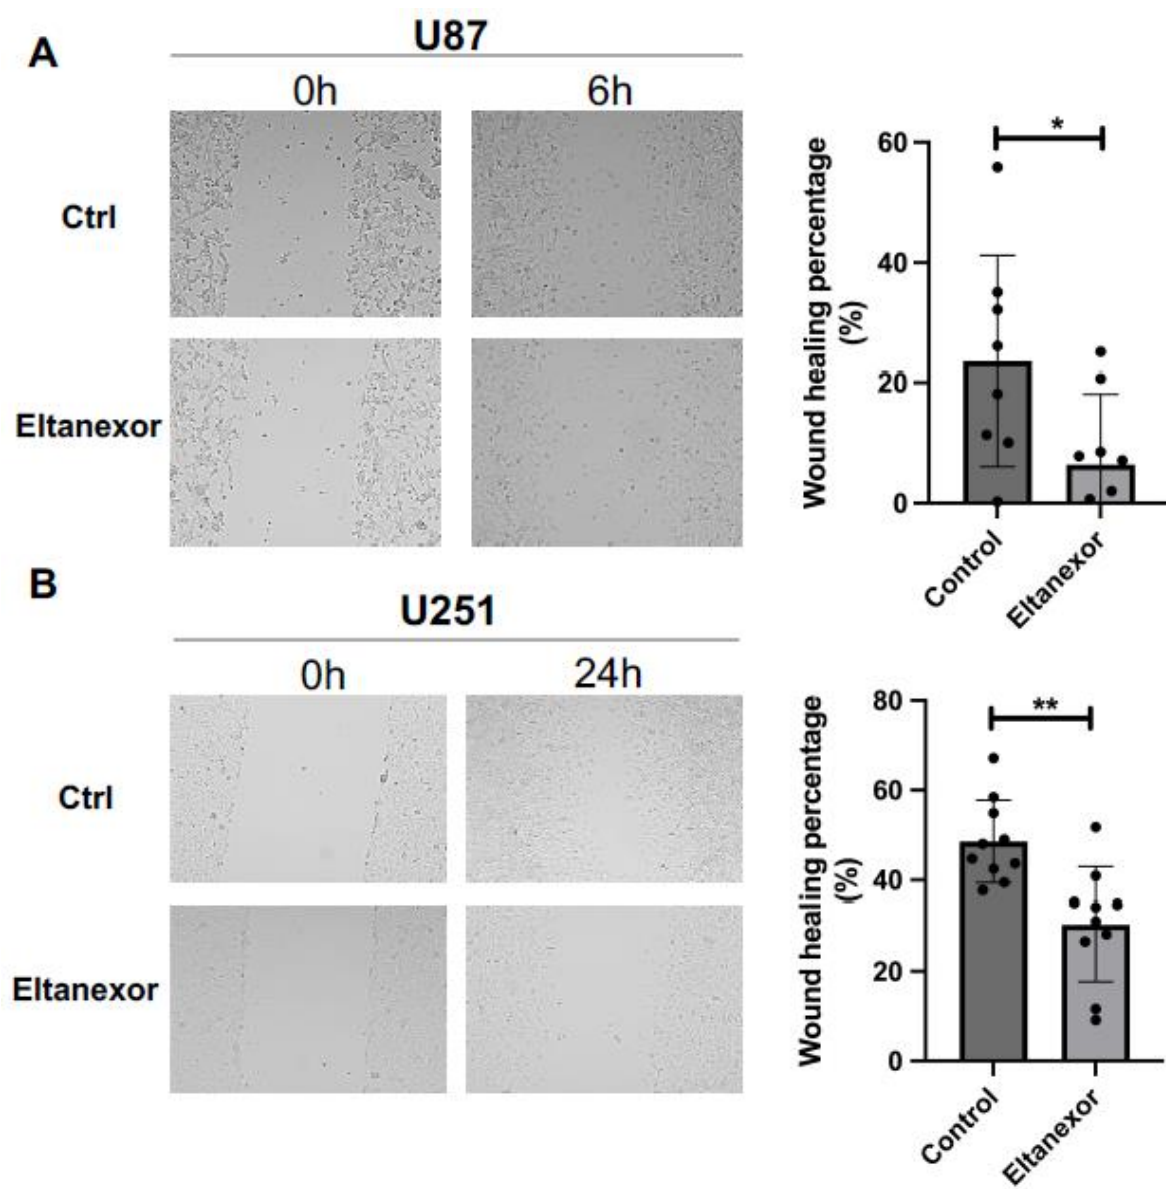 A
U87
0h 6h
Ctrl
Eltanexor
Wound healing percentage
(%)
60
40
20
0
*
Control
Eltanexor
B
U251
0h 24h
Ctrl
Eltanexor
Wound healing percentage
(%)
80
60
40
20
0
**
Control
Eltanexor